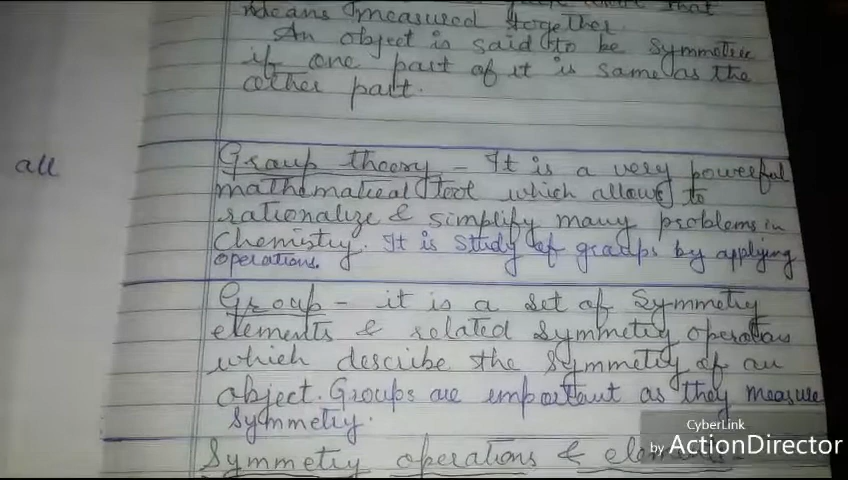 that
means measured together.
An object is said to be symmetric
if one part of it is same as the
other part.
all
Group theory - It is a very powerful
mathematical tool which allows to
rationalize & simplify many problems in
Chemistry. It is study of groups by applying
operations.
Group - it is a set of Symmetry
elements & related symmetry operations
which describe the symmetry of an
object. Groups are important as they measure
symmetry.
Symmetry operations & elements
CyberLink
by ActionDirector